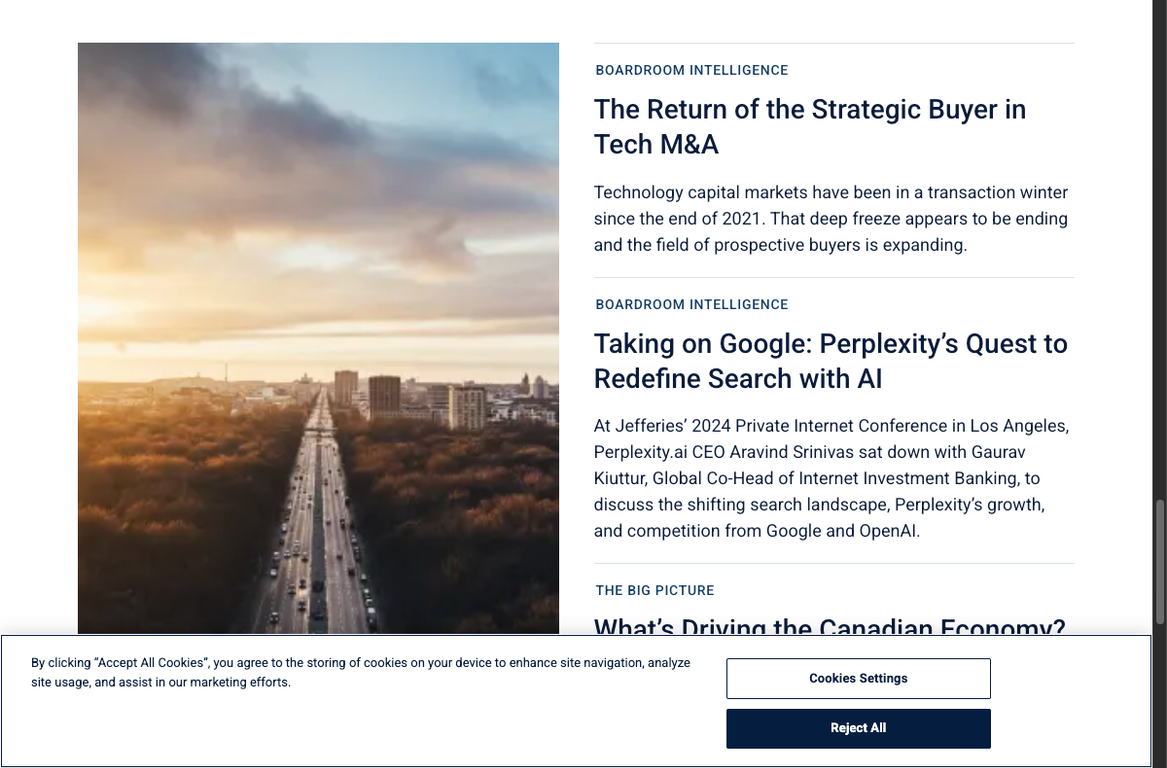 BOARDROOM INTELLIGENCE
The Return of the Strategic Buyer in
Tech M&A
Technology capital markets have been in a transaction winter
since the end of 2021. That deep freeze appears to be ending
and the field of prospective buyers is expanding.
BOARDROOM INTELLIGENCE
Taking on Google: Perplexity’s Quest to
Redefine Search with AI
At Jefferies’ 2024 Private Internet Conference in Los Angeles,
Perplexity.ai CEO Aravind Srinivas sat down with Gaurav
Kiuttur, Global Co-Head of Internet Investment Banking, to
discuss the shifting search landscape, Perplexity’s growth,
and competition from Google and OpenAI.
THE BIG PICTURE
What’s Driving the Canadian Economy?
By clicking “Accept All Cookies”, you agree to the storing of cookies on your device to enhance site navigation, analyze
site usage, and assist in our marketing efforts.
Cookies Settings
Reject All